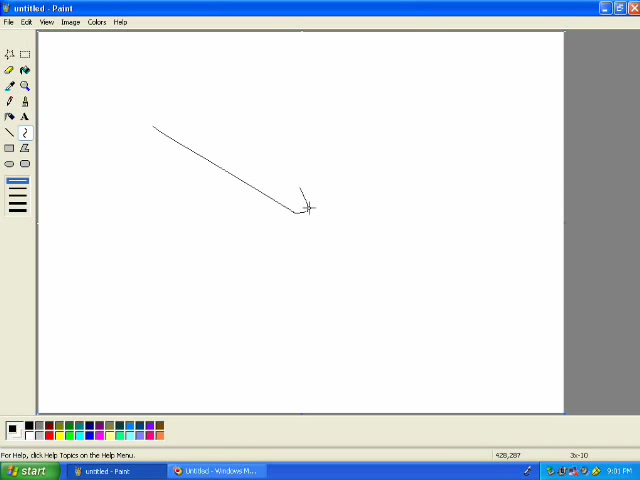 untitled - Paint
File Edit View Image Colors Help
A
For Help, click Help Topics on the Help Menu.
428,287
3x-10
start
untitled - Paint
Untitled - Windows M...
9:01 PM